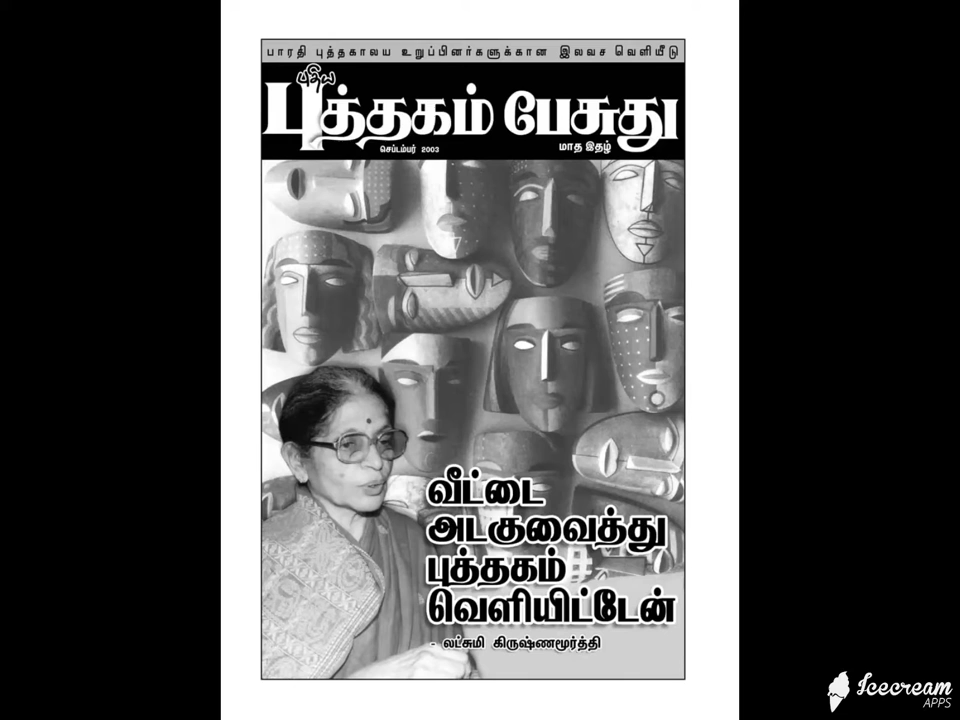 பாரதி புத்தகாலய உறுப்பினர்களுக்கான இலவச வெளியீடு
புதிய
புத்தகம் பேசுது
செப்டம்பர் 2003 மாத இதழ்
வீட்டை
அடகுவைத்து
புத்தகம்
வெளியிட்டேன்
- லட்சுமி கிருஷ்ணமூர்த்தி
Icecream
APPS